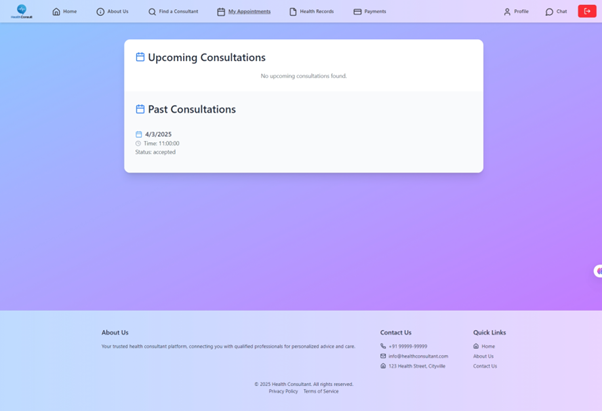 Health Consult
Home About Us Find a Consultant My Appointments Health Records Payments Profile Chat
Upcoming Consultations
No upcoming consultations found.
Past Consultations
4/3/2025
Time: 11:00:00
Status: accepted
About Us
Your trusted health consultant platform, connecting you with qualified professionals for personalized advice and care.
Contact Us
+91 99999-99999
info@healthconsultant.com
123 Health Street, Cityville
Quick Links
Home
About Us
Contact Us
© 2025 Health Consultant. All rights reserved.
Privacy Policy Terms of Service